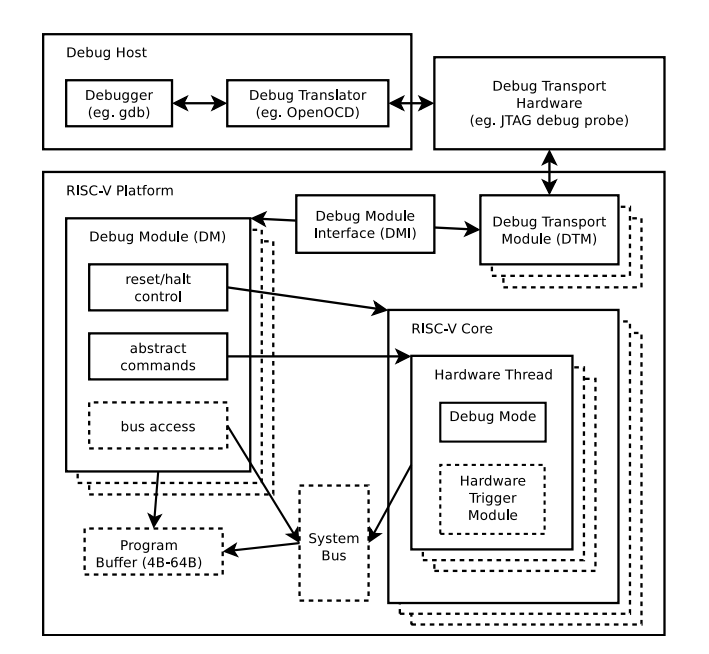 Debug Host
Debugger
(eg. gdb)
Debug Translator
(eg. OpenOCD)
Debug Transport
Hardware
(eg. JTAG debug probe)
RISC-V Platform
Debug Module (DM)
reset/halt
control
abstract
commands
bus access
Debug Module
Interface (DMI)
Debug Transport
Module (DTM)
RISC-V Core
Hardware Thread
Debug Mode
Hardware
Trigger
Module
System
Bus
Program
Buffer (4B-64B)